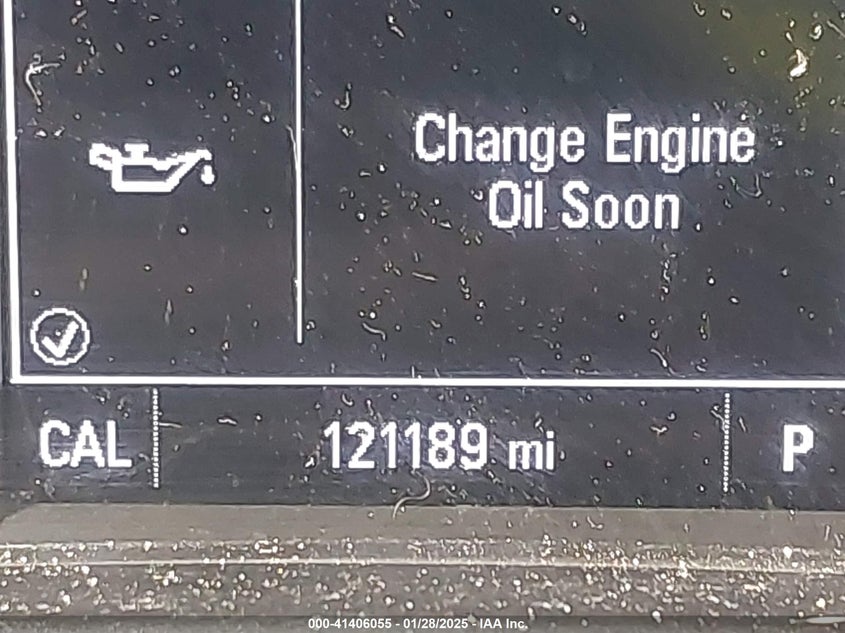 Change Engine
Oil Soon
CAL 121189 mi P
000-41406055 - 01/28/2025 - IAA Inc.